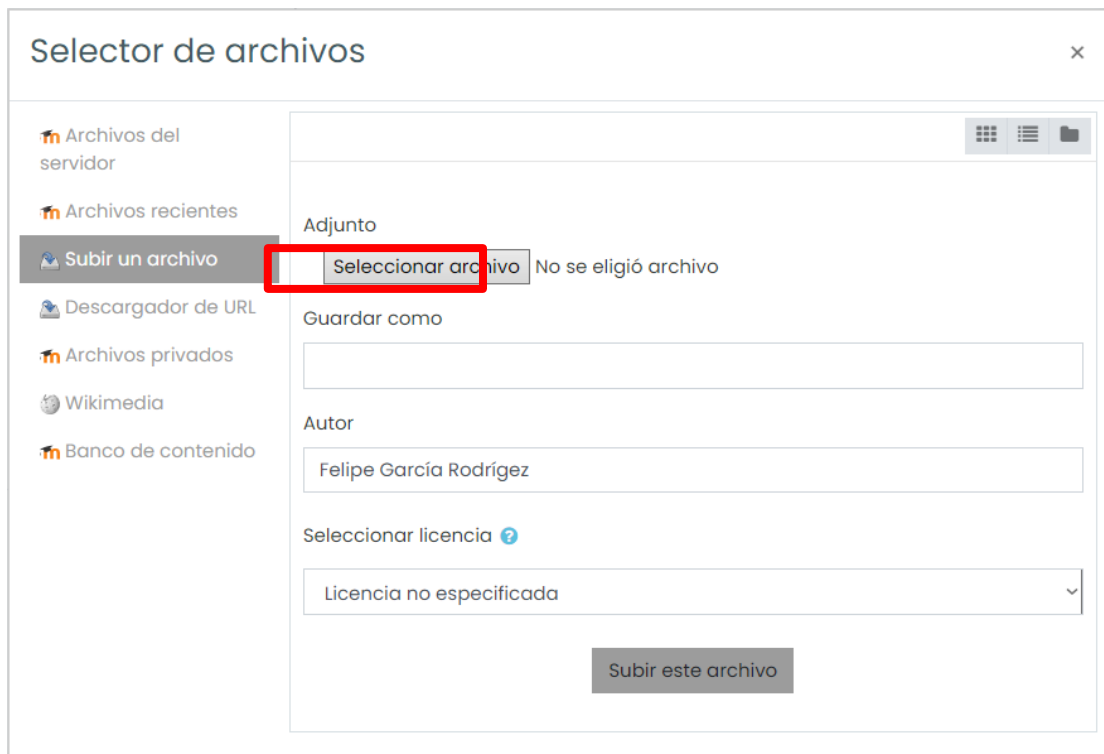 Selector de archivos
×
Archivos del
servidor
Archivos recientes
Subir un archivo
Descargador de URL
Archivos privados
Wikimedia
Banco de contenido
Adjunto
Seleccionar archivo No se eligió archivo
Guardar como
Autor
Felipe García Rodrígez
Seleccionar licencia ?
Licencia no especificada
Subir este archivo